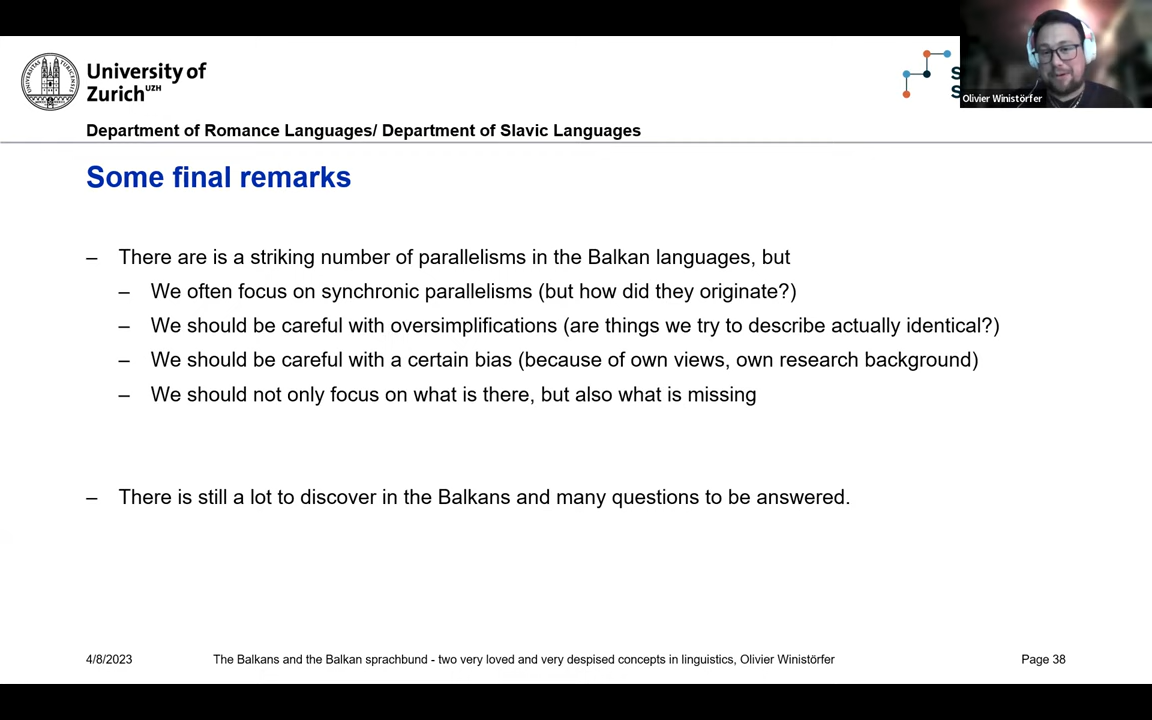 University of
Zurich UZH
S
S
Olivier Winistörfer
Department of Romance Languages/ Department of Slavic Languages
Some final remarks
– There are is a striking number of parallelisms in the Balkan languages, but
– We often focus on synchronic parallelisms (but how did they originate?)
– We should be careful with oversimplifications (are things we try to describe actually identical?)
– We should be careful with a certain bias (because of own views, own research background)
– We should not only focus on what is there, but also what is missing
– There is still a lot to discover in the Balkans and many questions to be answered.
4/8/2023 The Balkans and the Balkan sprachbund - two very loved and very despised concepts in linguistics, Olivier Winistörfer Page 38